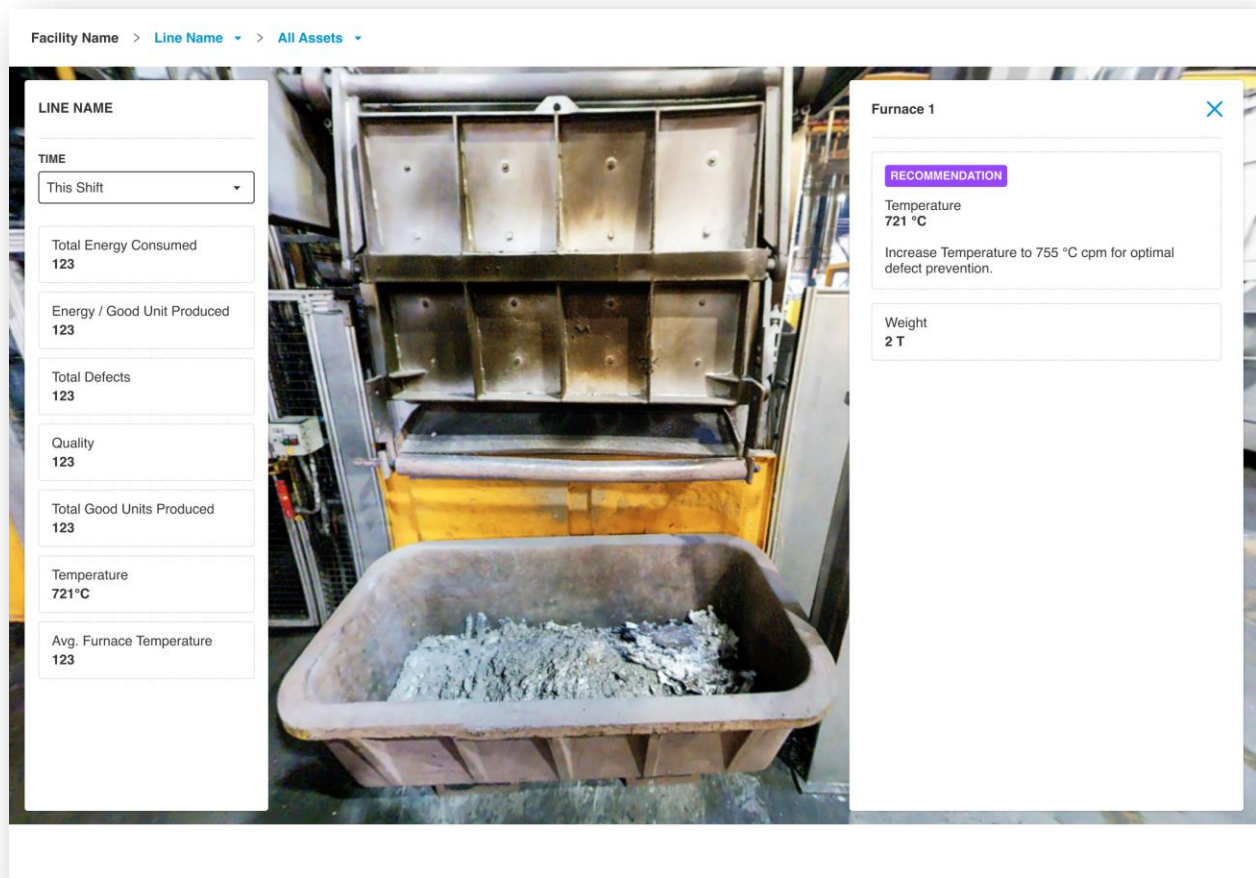 Facility Name > Line Name > All Assets
LINE NAME
TIME
This Shift
Total Energy Consumed
123
Energy / Good Unit Produced
123
Total Defects
123
Quality
123
Total Good Units Produced
123
Temperature
721°C
Avg. Furnace Temperature
123
Furnace 1
RECOMMENDATION
Temperature
721 °C
Increase Temperature to 755 °C cpm for optimal
defect prevention.
Weight
2 T